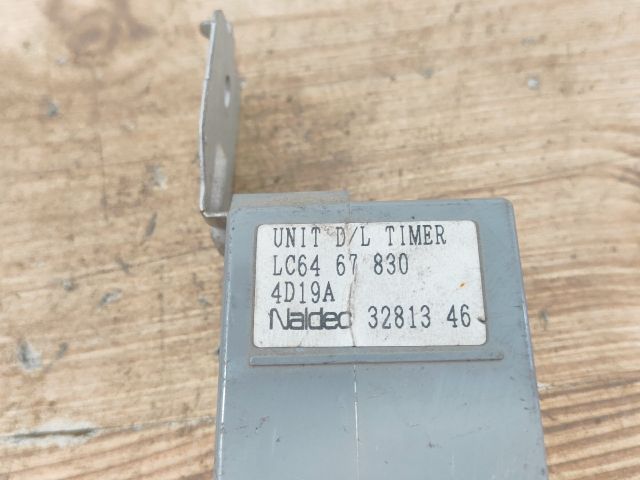 UNIT D/L TIMER
LC64 67 830
4D19A
Naldec 32813 46